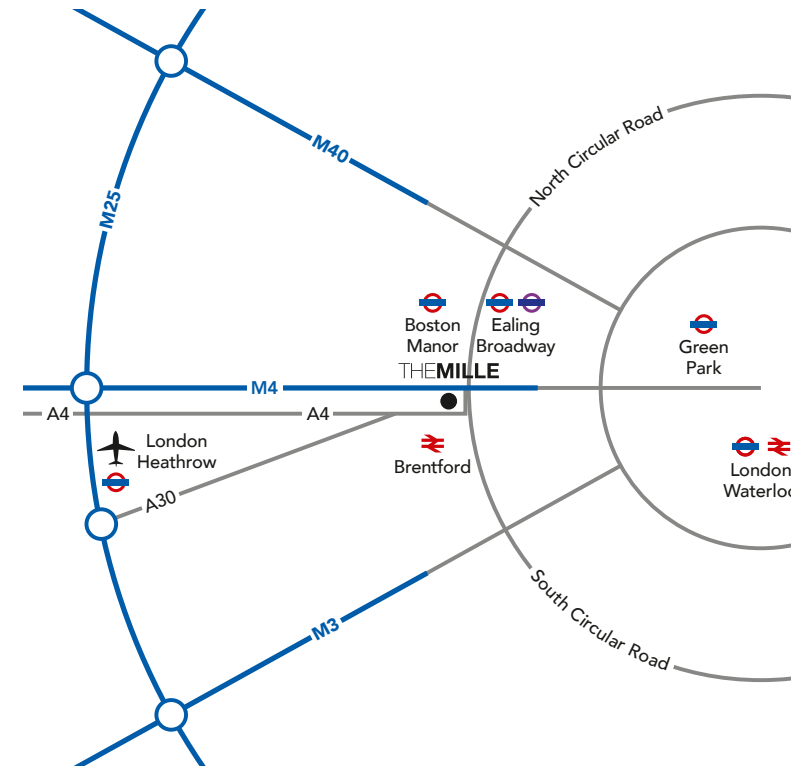 North Circular Road
M40
M25
Boston
Manor
Ealing
Broadway
Green
Park
THEMILLE
M4
A4
A4
London
Heathrow
Brentford
London
A30
South Circular Road
M3